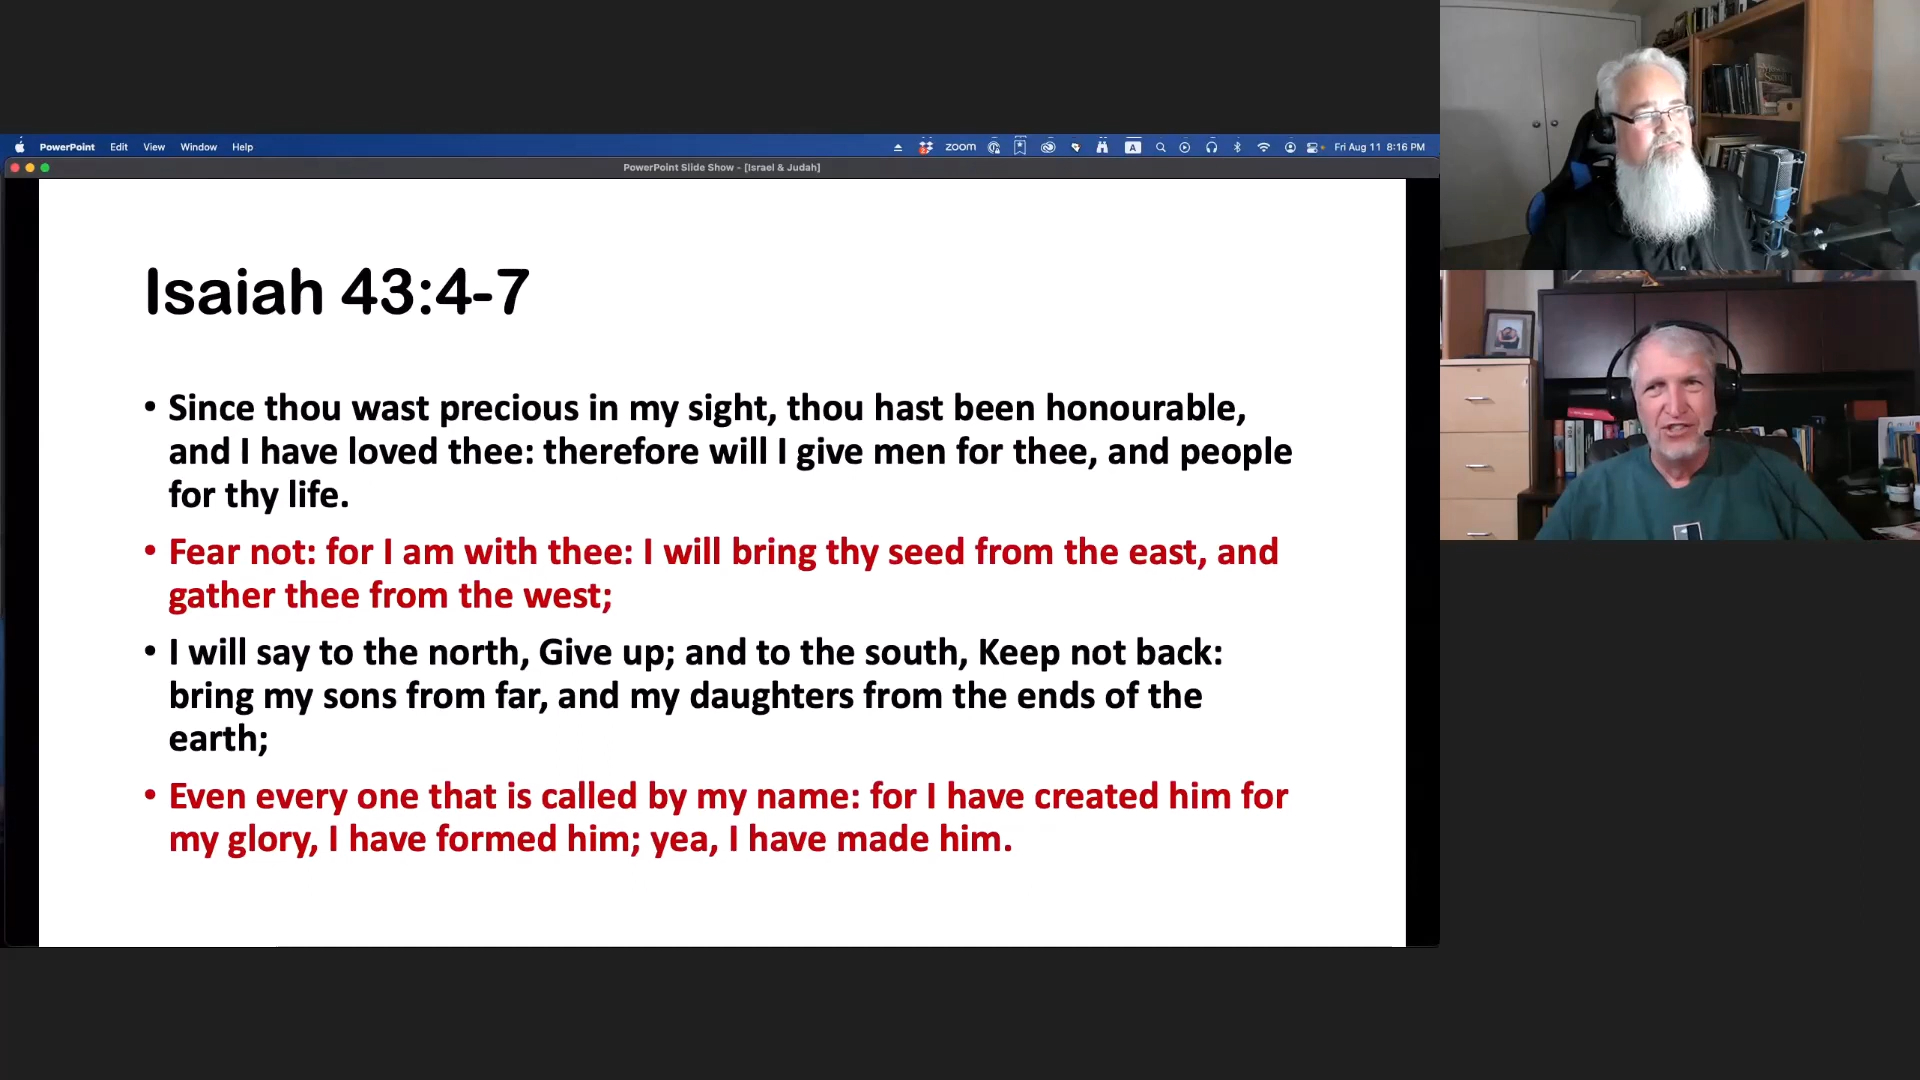 PowerPoint Edit View Window Help
zoom A Fri Aug 11 8:16 PM
PowerPoint Slide Show - [Israel & Judah]
Isaiah 43:4-7
• Since thou wast precious in my sight, thou hast been honourable,
and I have loved thee: therefore will I give men for thee, and people
for thy life.
• Fear not: for I am with thee: I will bring thy seed from the east, and
gather thee from the west;
• I will say to the north, Give up; and to the south, Keep not back:
bring my sons from far, and my daughters from the ends of the
earth;
• Even every one that is called by my name: for I have created him for
my glory, I have formed him; yea, I have made him.